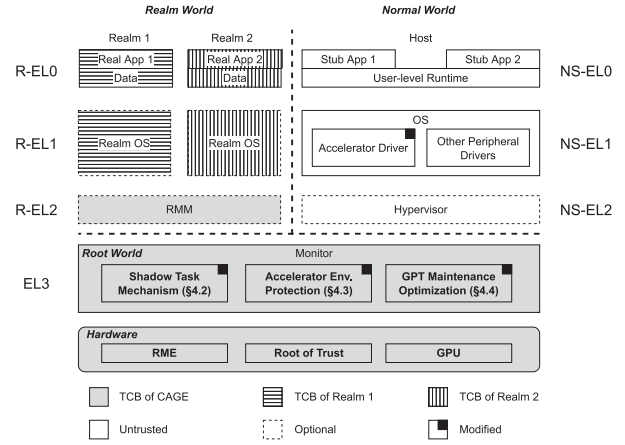 Realm World Normal World
Realm 1 Realm 2 Host
R-EL0 Real App 1 Real App 2 Stub App 1 Stub App 2 NS-EL0
Data Data User-level Runtime
OS
R-EL1 Realm OS Realm OS Accelerator Driver Other Peripheral Drivers NS-EL1
R-EL2 RMM Hypervisor NS-EL2
Root World Monitor
EL3 Shadow Task Accelerator Env. GPT Maintenance
Mechanism (§4.2) Protection (§4.3) Optimization (§4.4)
Hardware
RME Root of Trust GPU
TCB of CAGE TCB of Realm 1 TCB of Realm 2
Untrusted Optional Modified